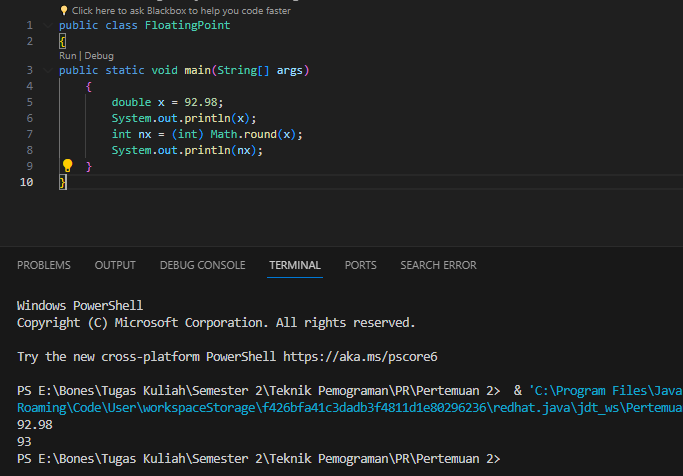 Click here to ask Blackbox to help you code faster
1 public class FloatingPoint
2 {
Run | Debug
3 public static void main(String[] args)
4 {
5 double x = 92.98;
6 System.out.println(x);
7 int nx = (int) Math.round(x);
8 System.out.println(nx);
9 }
10 }
PROBLEMS OUTPUT DEBUG CONSOLE TERMINAL PORTS SEARCH ERROR
Windows PowerShell
Copyright (C) Microsoft Corporation. All rights reserved.
Try the new cross-platform PowerShell https://aka.ms/pscore6
PS E:\Bones\Tugas Kuliah\Semester 2\Teknik Pemograman\PR\Pertemuan 2> & 'C:\Program Files\Java
Roaming\Code\User\workspaceStorage\f426bfa41c3dadb3f4811d1e80296236\redhat.java\jdt_ws\Pertemua
92.98
93
PS E:\Bones\Tugas Kuliah\Semester 2\Teknik Pemograman\PR\Pertemuan 2>